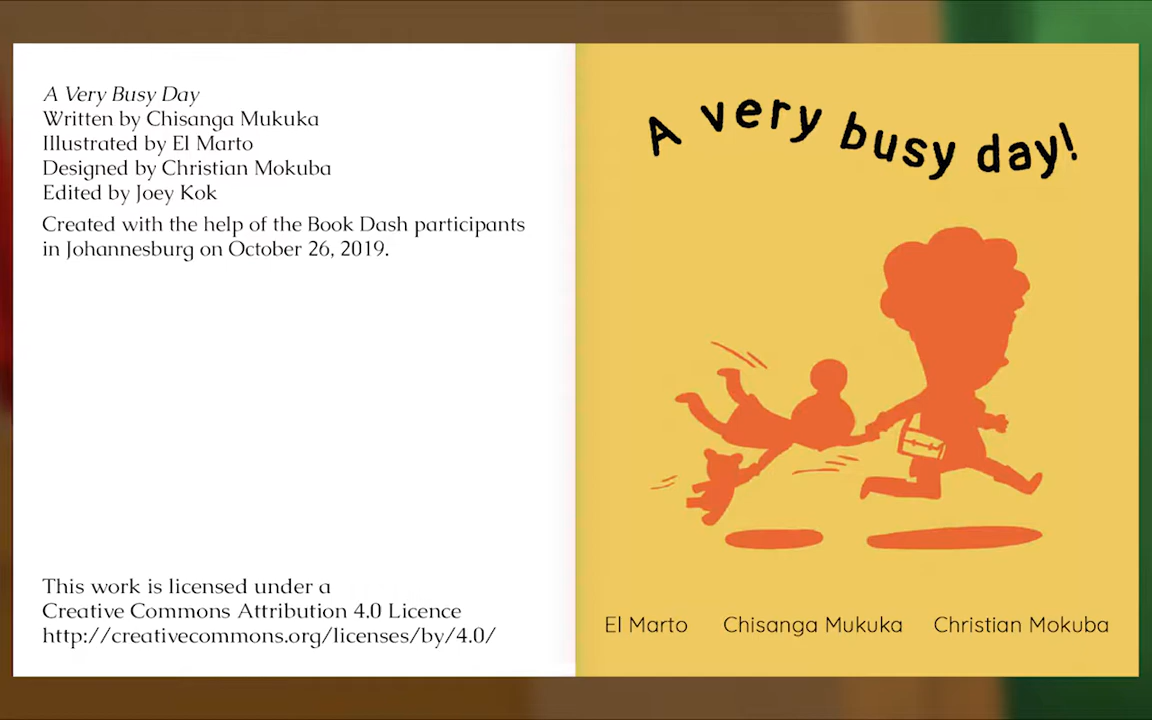 A Very Busy Day
Written by Chisanga Mukuka
Illustrated by El Marto
Designed by Christian Mokuba
Edited by Joey Kok
Created with the help of the Book Dash participants
in Johannesburg on October 26, 2019.
This work is licensed under a
Creative Commons Attribution 4.0 Licence
http://creativecommons.org/licenses/by/4.0/
A very busy day!
El Marto Chisanga Mukuka Christian Mokuba